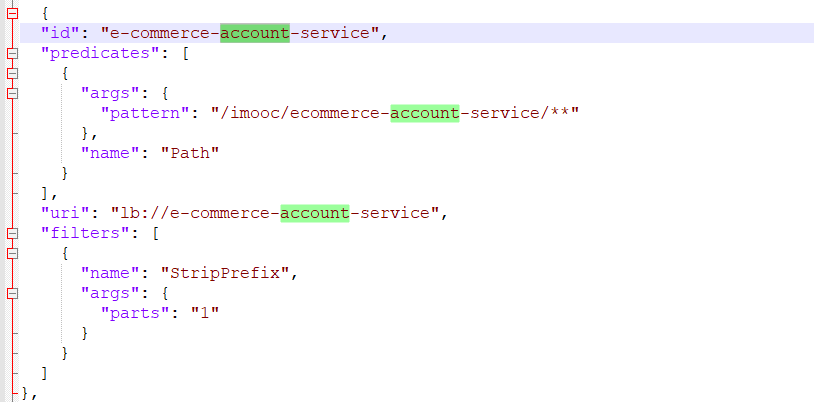 {
"id": "e-commerce-account-service",
"predicates": [
{
"args": {
"pattern": "/imooc/ecommerce-account-service/**"
},
"name": "Path"
}
],
"uri": "lb://e-commerce-account-service",
"filters": [
{
"name": "StripPrefix",
"args": {
"parts": "1"
}
}
]
},